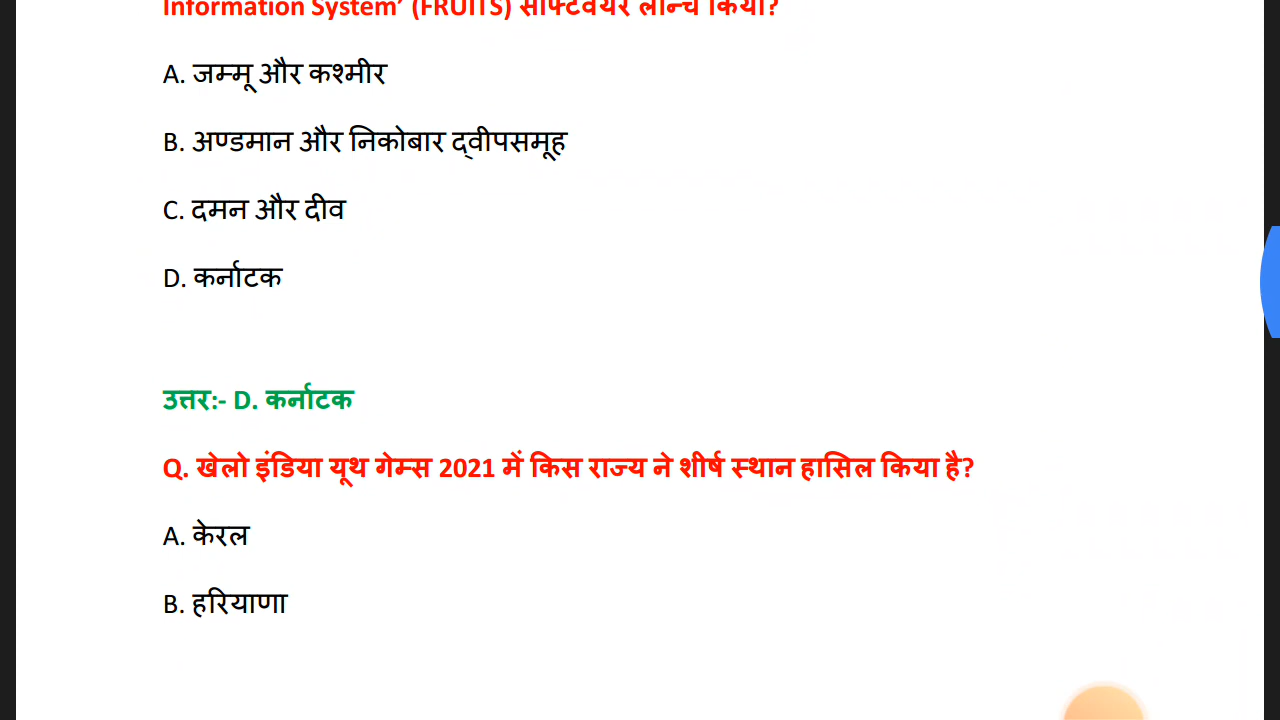 Information System’ (FRUITS) सॉफ्टवेयर लॉन्च किया?
A. जम्मू और कश्मीर
B. अण्डमान और निकोबार द्वीपसमूह
C. दमन और दीव
D. कर्नाटक
उत्तर:- D. कर्नाटक
Q. खेलो इंडिया यूथ गेम्स 2021 में किस राज्य ने शीर्ष स्थान हासिल किया है?
A. केरल
B. हरियाणा